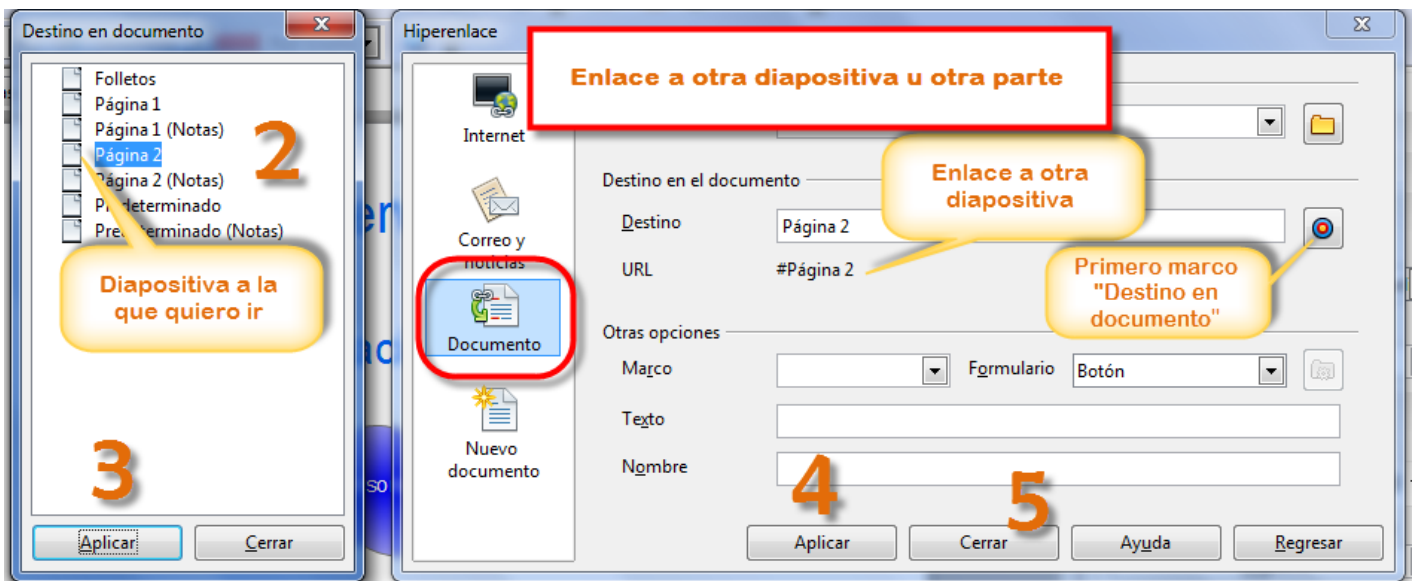 Destino en documento
Folletos
Página 1
Página 1 (Notas)
Página 2
Página 2 (Notas)
Predeterminado
Predeterminado (Notas)
2
Diapositiva a la
que quiero ir
3
Aplicar
Cerrar
Hiperenlace
Enlace a otra diapositiva u otra parte
Internet
Correo y
noticias
Documento
Nuevo
documento
Destino en el documento
Enlace a otra
diapositiva
Destino
Página 2
URL
#Página 2
Primero marco
"Destino en
documento"
Otras opciones
Marco
Formulario
Botón
Texto
Nombre
4
5
Aplicar
Cerrar
Ayuda
Regresar
so